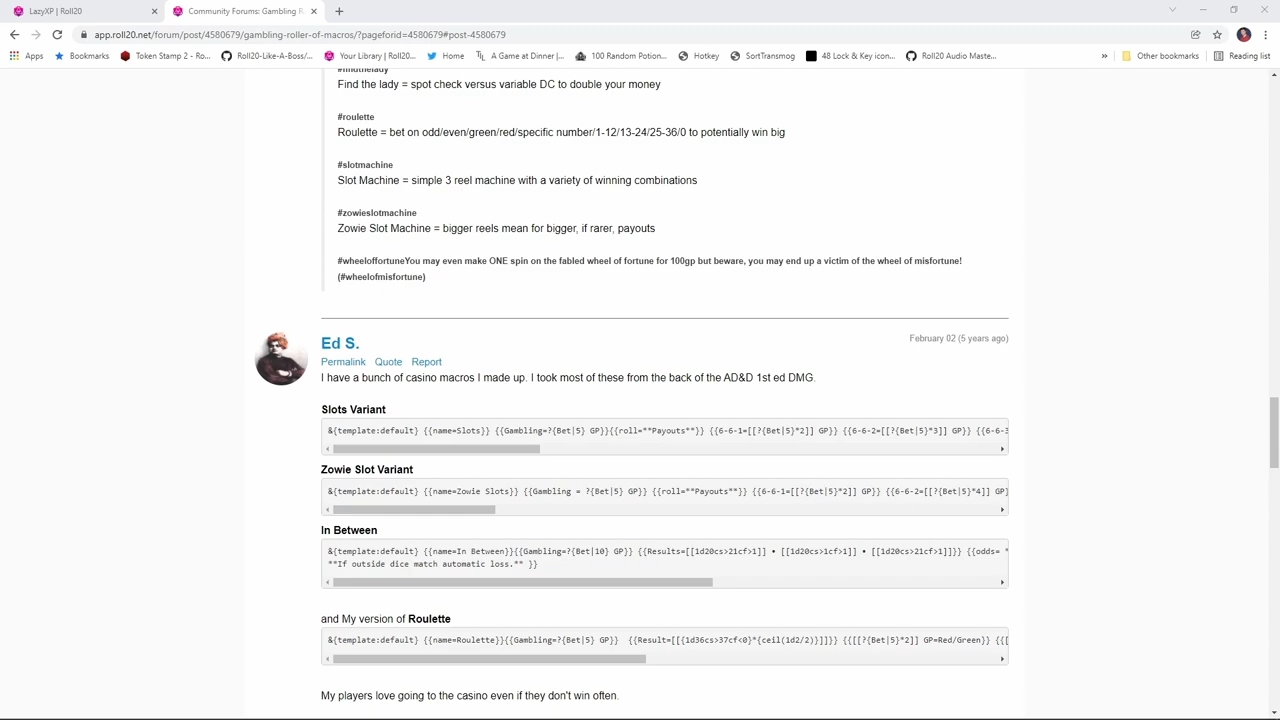 LazyXP | Roll20
Community Forums: Gambling R
app.roll20.net/forum/post/4580679/gambling-roller-of-macros/?pageforid=4580679#post-4580679
Apps
Bookmarks
Token Stamp 2 - Ro...
Roll20-Like-A-Boss/...
Your Library | Roll20...
Home
A Game at Dinner |...
100 Random Potion...
Hotkey
SortTransmog
48 Lock & Key icon...
Roll20 Audio Maste...
»
Other bookmarks
Reading list
#findthelady
Find the lady = spot check versus variable DC to double your money
#roulette
Roulette = bet on odd/even/green/red/specific number/1-12/13-24/25-36/0 to potentially win big
#slotmachine
Slot Machine = simple 3 reel machine with a variety of winning combinations
#zowieslotmachine
Zowie Slot Machine = bigger reels mean for bigger, if rarer, payouts
#wheeloffortuneYou may even make ONE spin on the fabled wheel of fortune for 100gp but beware, you may end up a victim of the wheel of misfortune!
(#wheelofmisfortune)
Ed S.
February 02 (5 years ago)
Permalink Quote Report
I have a bunch of casino macros I made up. I took most of these from the back of the AD&D 1st ed DMG.
Slots Variant
&{template:default} {{name=Slots}} {{Gambling=?{Bet|5} GP}}{{roll=**Payouts**}} {{6-6-1=[[?{Bet|5}*2]] GP}} {{6-6-2=[[?{Bet|5}*3]] GP}} {{6-6-3
Zowie Slot Variant
&{template:default} {{name=Zowie Slots}} {{Gambling = ?{Bet|5} GP}} {{roll=**Payouts**}} {{6-6-1=[[?{Bet|5}*2]] GP}} {{6-6-2=[[?{Bet|5}*4]] GP}
In Between
&{template:default} {{name=In Between}}{{Gambling=?{Bet|10} GP}} {{Results=[[1d20cs>21cf>1]] • [[1d20cs>1cf>1]] • [[1d20cs>21cf>1]]}} {{odds= *
**If outside dice match automatic loss.** }}
and My version of Roulette
&{template:default} {{name=Roulette}}{{Gambling=?{Bet|5} GP}} {{Result=[[{1d36cs>37cf<0}*{ceil(1d2/2)}]]}} {{[[?{Bet|5}*2]] GP=Red/Green}} {{[
My players love going to the casino even if they don't win often.